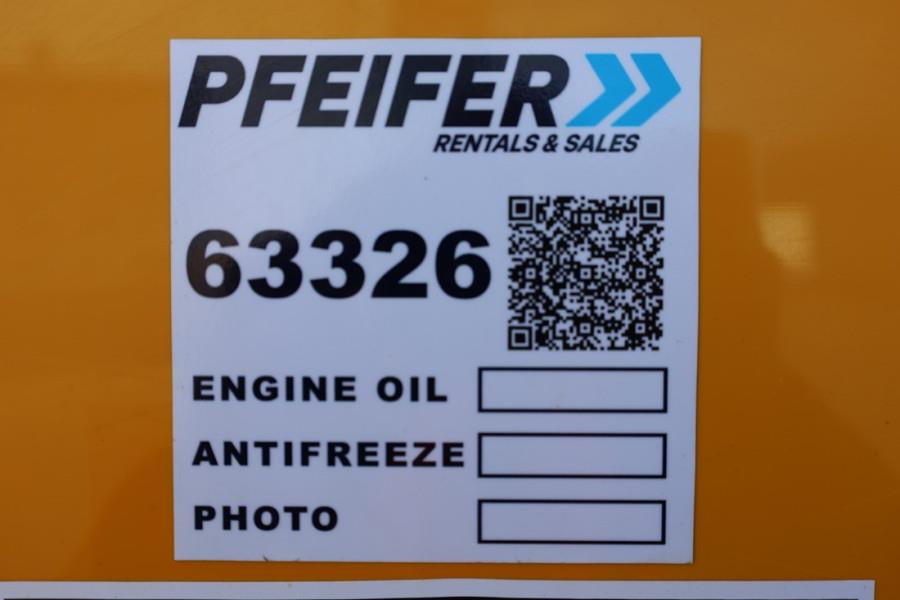 PFEIFER
RENTALS & SALES
63326
ENGINE OIL
ANTIFREEZE
PHOTO